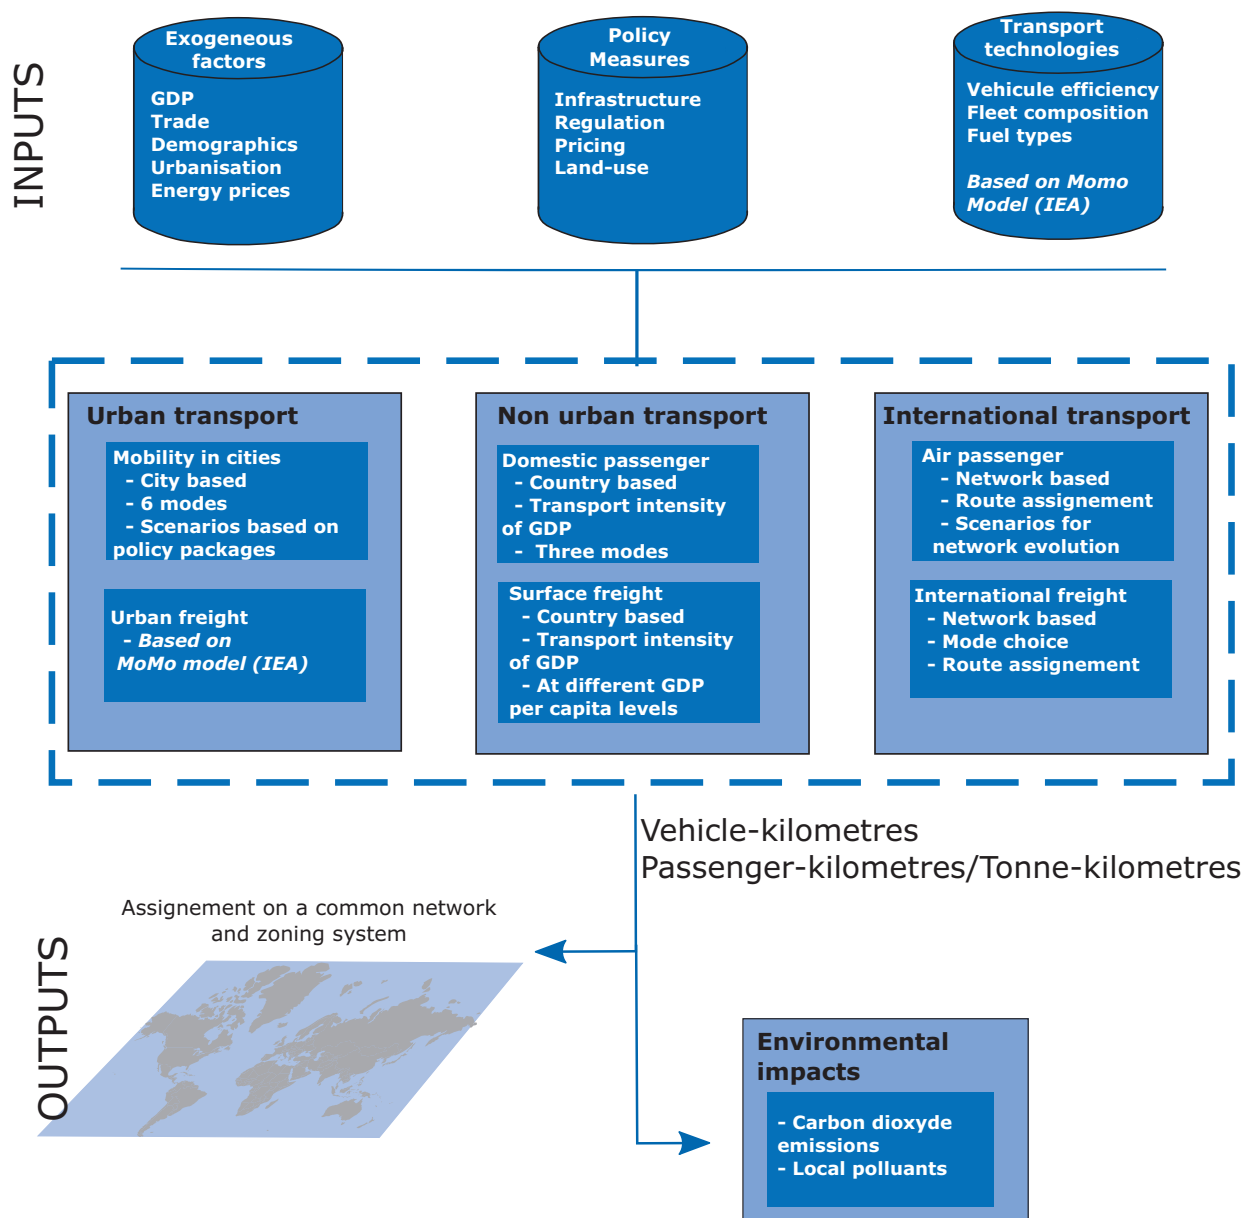 INPUTS
Exogeneous
factors
GDP
Trade
Demographics
Urbanisation
Energy prices
Policy
Measures
Infrastructure
Regulation
Pricing
Land-use
Transport
technologies
Vehicule efficiency
Fleet composition
Fuel types
Based on Momo
Model (IEA)
Urban transport
Mobility in cities
- City based
- 6 modes
- Scenarios based on
policy packages
Urban freight
- Based on
MoMo model (IEA)
Non urban transport
Domestic passenger
- Country based
- Transport intensity
of GDP
- Three modes
Surface freight
- Country based
- Transport intensity
of GDP
- At different GDP
per capita levels
International transport
Air passenger
- Network based
- Route assignement
- Scenarios for
network evolution
International freight
- Network based
- Mode choice
- Route assignement
Vehicle-kilometres
Passenger-kilometres/Tonne-kilometres
OUTPUTS
Assignement on a common network
and zoning system
Environmental
impacts
- Carbon dioxyde
emissions
- Local polluants